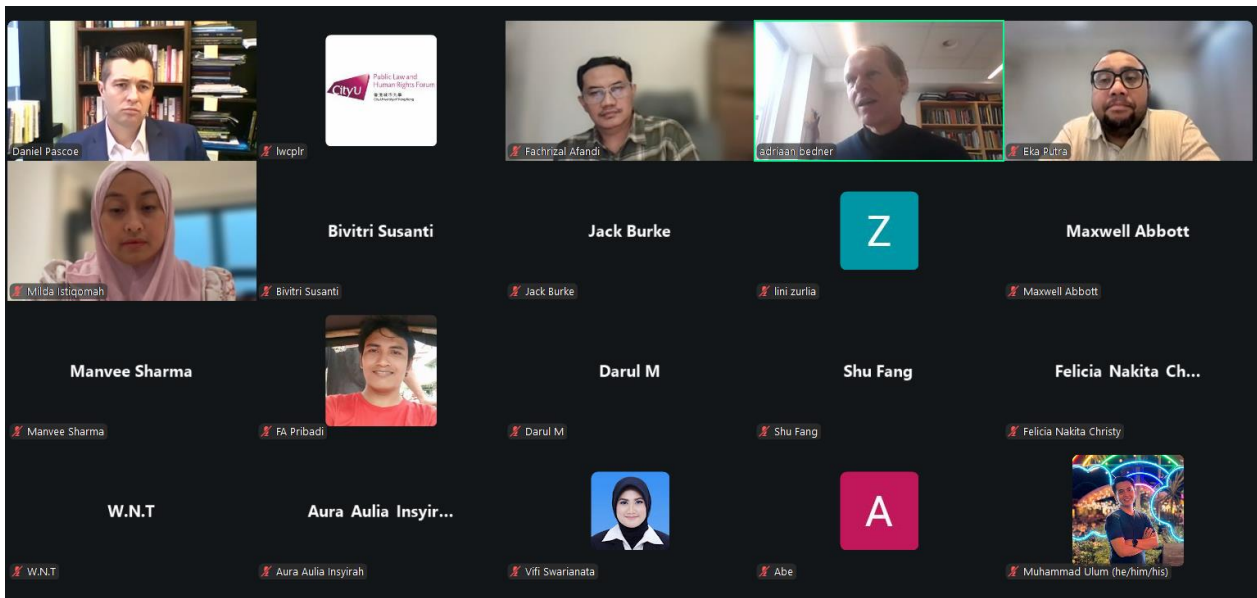 CityU
Public Law and
Human Rights Forum
Daniel Pascoe
lwcplr
Fachrizal Afandi
adriaan bedner
Eka Putra
Bivitri Susanti
Jack Burke
Z
Maxwell Abbott
Milda Istiqomah
Bivitri Susanti
Jack Burke
lini zurlia
Maxwell Abbott
Manvee Sharma
Darul M
Shu Fang
Felicia Nakita Ch...
Manvee Sharma
FA Pribadi
Darul M
Shu Fang
Felicia Nakita Christy
W.N.T
Aura Aulia Insyir...
A
W.N.T
Aura Aulia Insyirah
Vifi Swarianata
Abe
Muhammad Ulum (he/him/his)